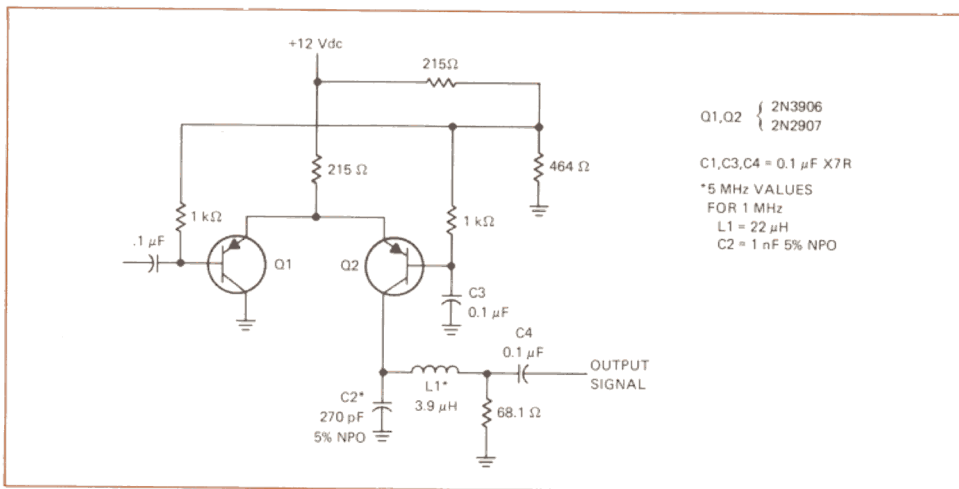 +12 Vdc
215Ω
215 Ω
464 Ω
1 kΩ
1 kΩ
.1 µF
Q1
Q2
C3
0.1 µF
C4
0.1 µF
OUTPUT
SIGNAL
C2*
270 pF
5% NPO
L1*
3.9 µH
68.1 Ω
Q1,Q2 { 2N3906
2N2907
C1,C3,C4 = 0.1 µF X7R
*5 MHz VALUES
FOR 1 MHz
L1 = 22 µH
C2 = 1 nF 5% NPO